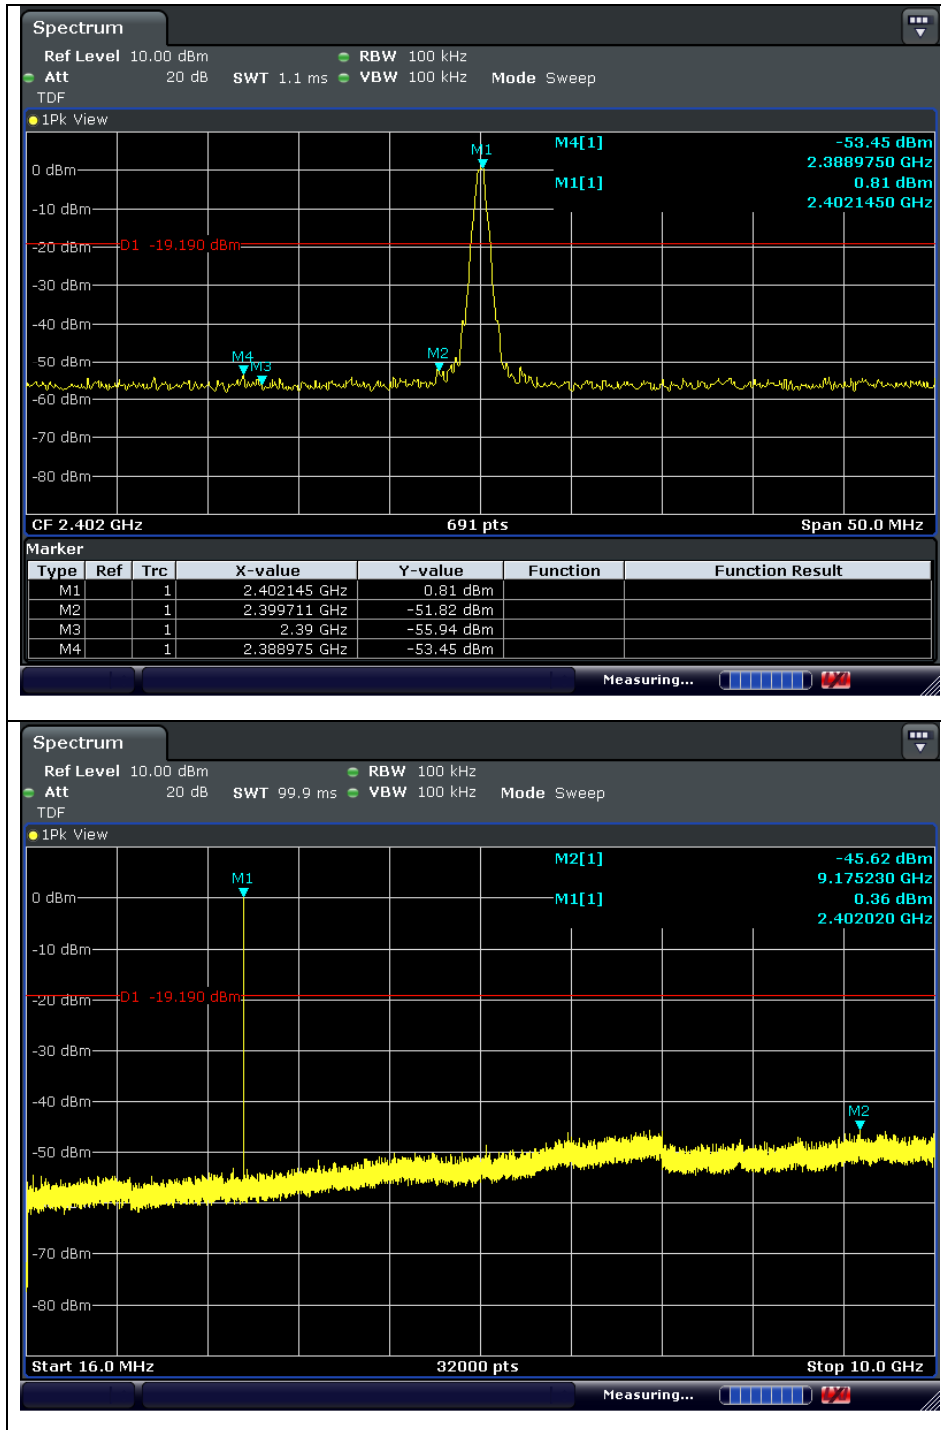 Spectrum
Ref Level 10.00 dBm RBW 100 kHz
Att 20 dB SWT 1.1 ms VBW 100 kHz Mode Sweep
TDF
1Pk View
M4[1] -53.45 dBm
2.3889750 GHz
M1[1] 0.81 dBm
2.4021450 GHz
M1
0 dBm
-10 dBm
-20 dBm D1 -19.190 dBm
-30 dBm
-40 dBm
-50 dBm M4 M3 M2
-60 dBm
-70 dBm
-80 dBm
CF 2.402 GHz 691 pts Span 50.0 MHz
Marker
Type Ref Trc X-value Y-value Function Function Result
M1 1 2.402145 GHz 0.81 dBm
M2 1 2.399711 GHz -51.82 dBm
M3 1 2.39 GHz -55.94 dBm
M4 1 2.388975 GHz -53.45 dBm
Measuring...
Spectrum
Ref Level 10.00 dBm RBW 100 kHz
Att 20 dB SWT 99.9 ms VBW 100 kHz Mode Sweep
TDF
1Pk View
M2[1] -45.62 dBm
9.175230 GHz
M1[1] 0.36 dBm
2.402020 GHz
M1
0 dBm
-10 dBm
-20 dBm D1 -19.190 dBm
-30 dBm
-40 dBm
M2
-50 dBm
-70 dBm
-80 dBm
Start 16.0 MHz 32000 pts Stop 10.0 GHz
Measuring...